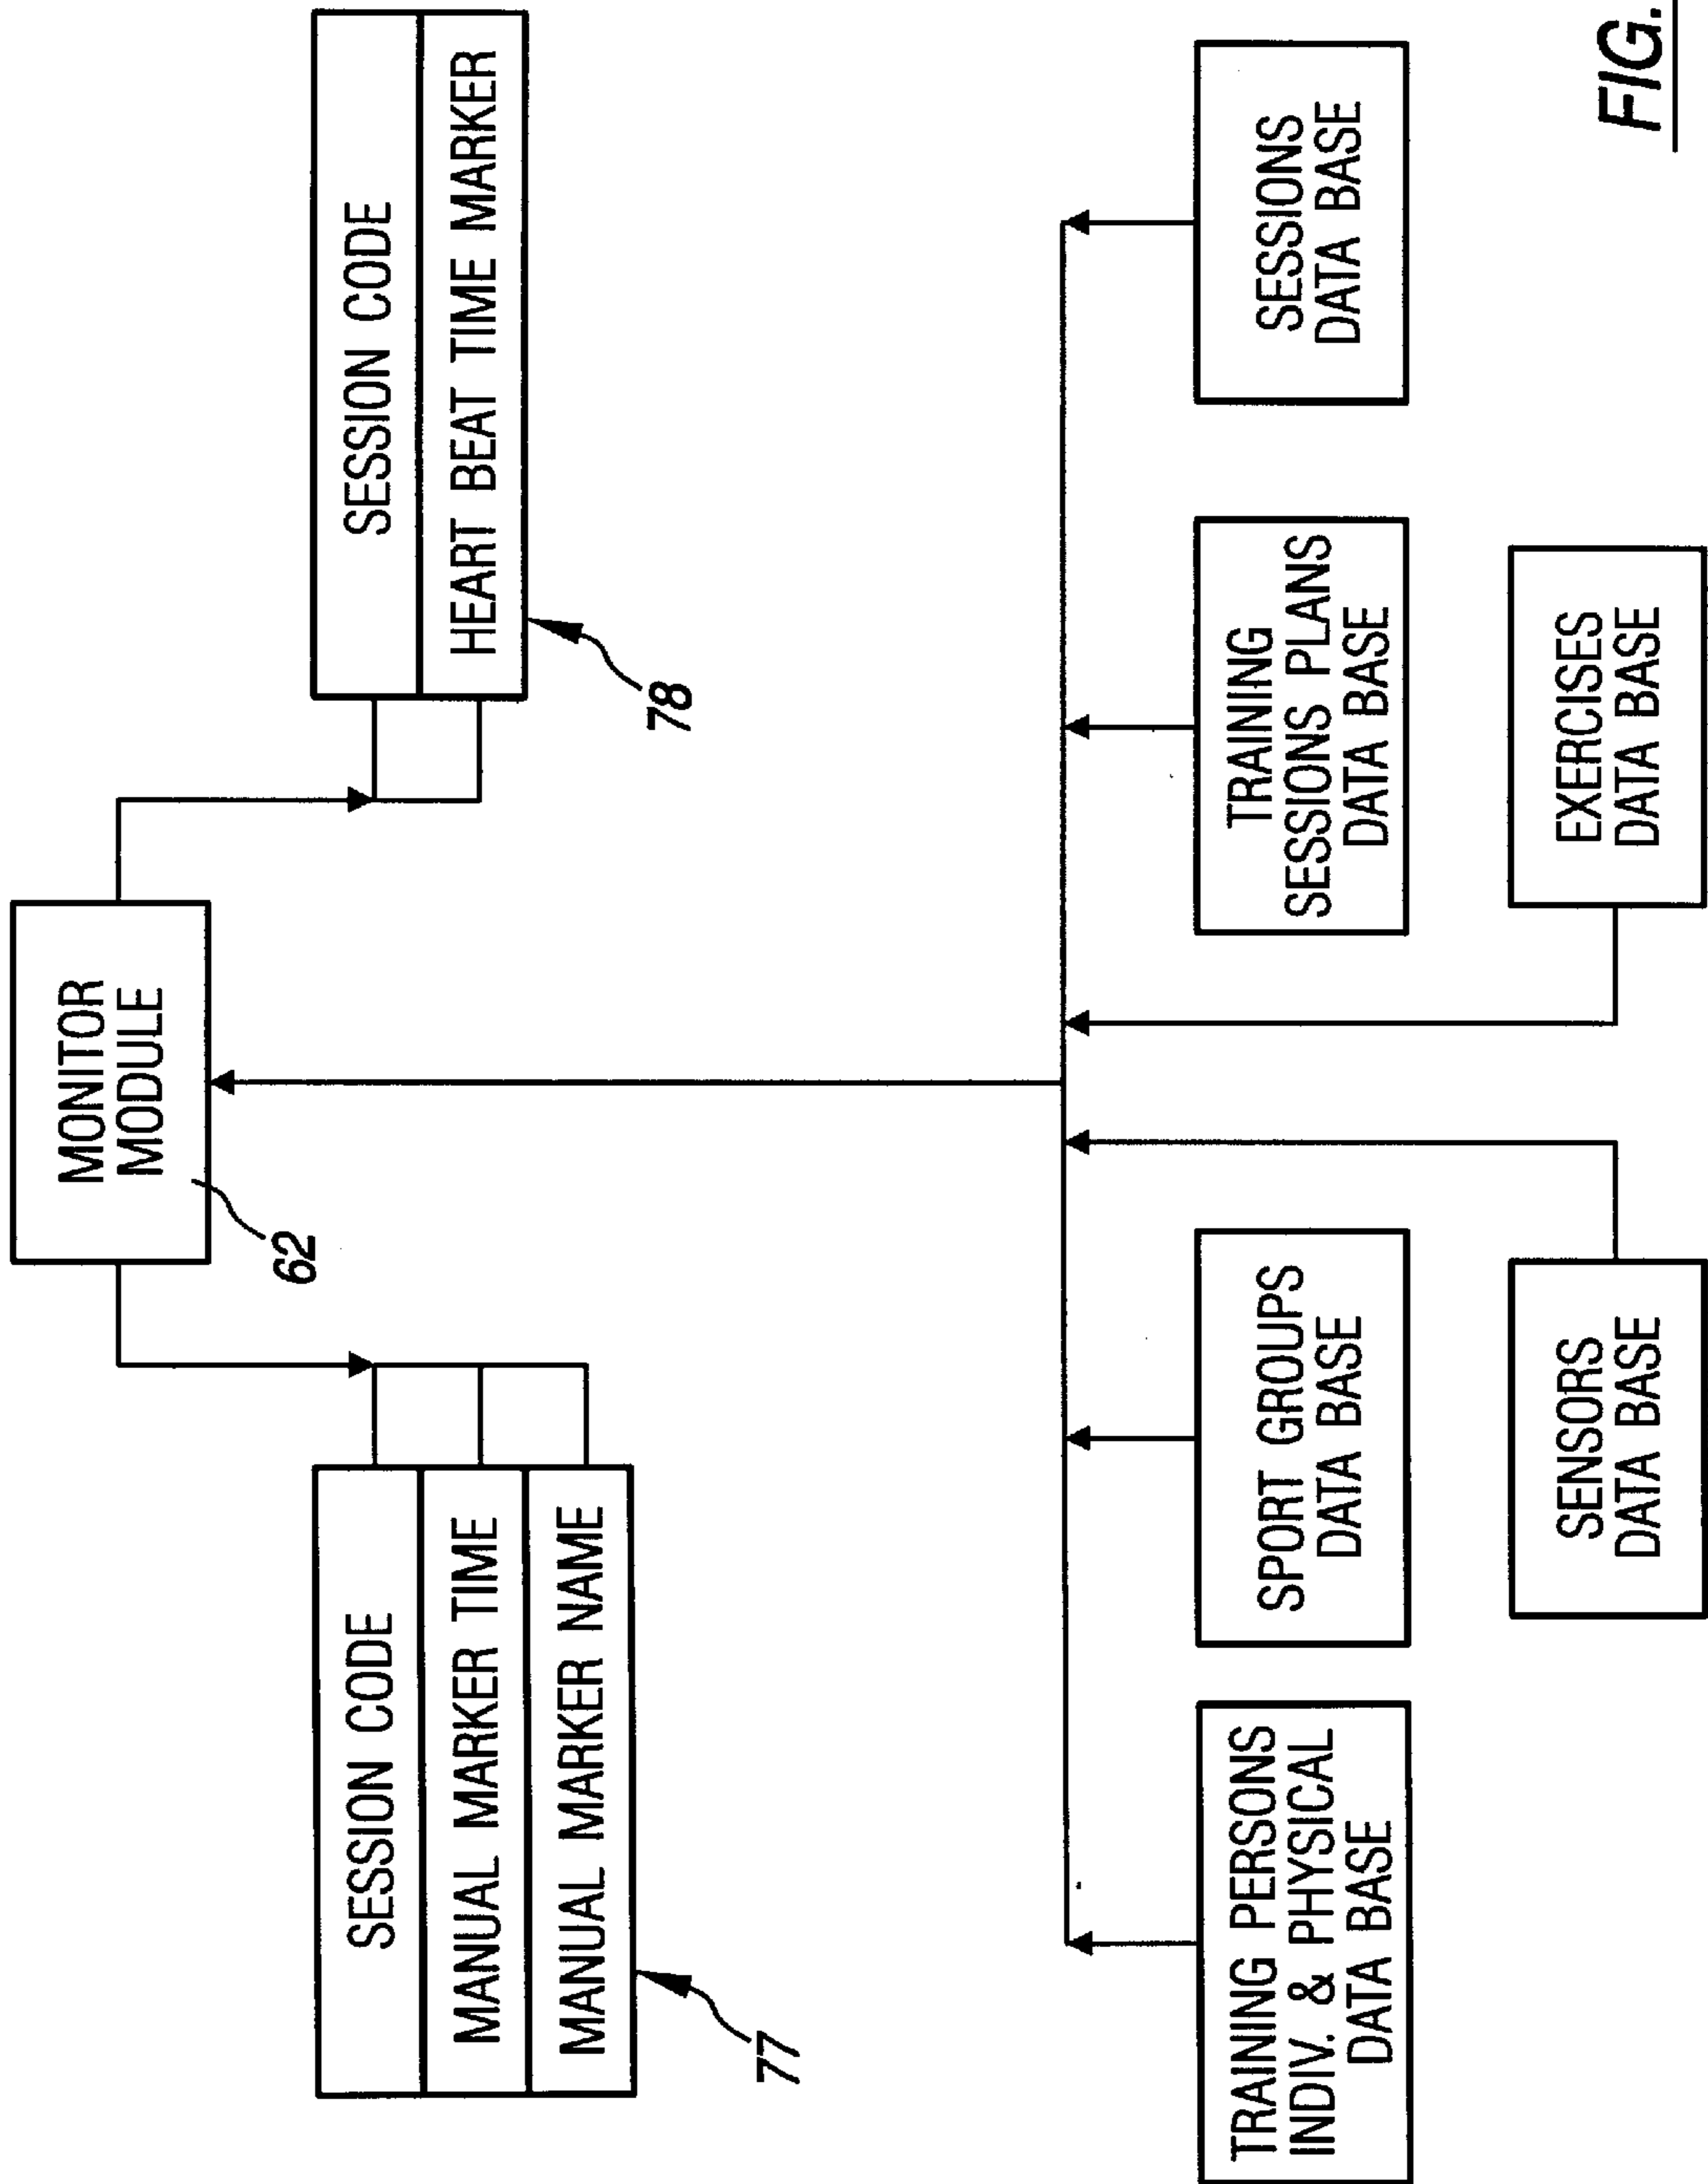 MONITOR
MODULE
62
SESSION CODE
MANUAL MARKER TIME
MANUAL MARKER NAME
77
SESSION CODE
HEART BEAT TIME MARKER
78
TRAINING PERSONS
INDIV. & PHYSICAL
DATA BASE
SPORT GROUPS
DATA BASE
TRAINING
SESSIONS PLANS
DATA BASE
SESSIONS
DATA BASE
SENSORS
DATA BASE
EXERCISES
DATA BASE
FIG.